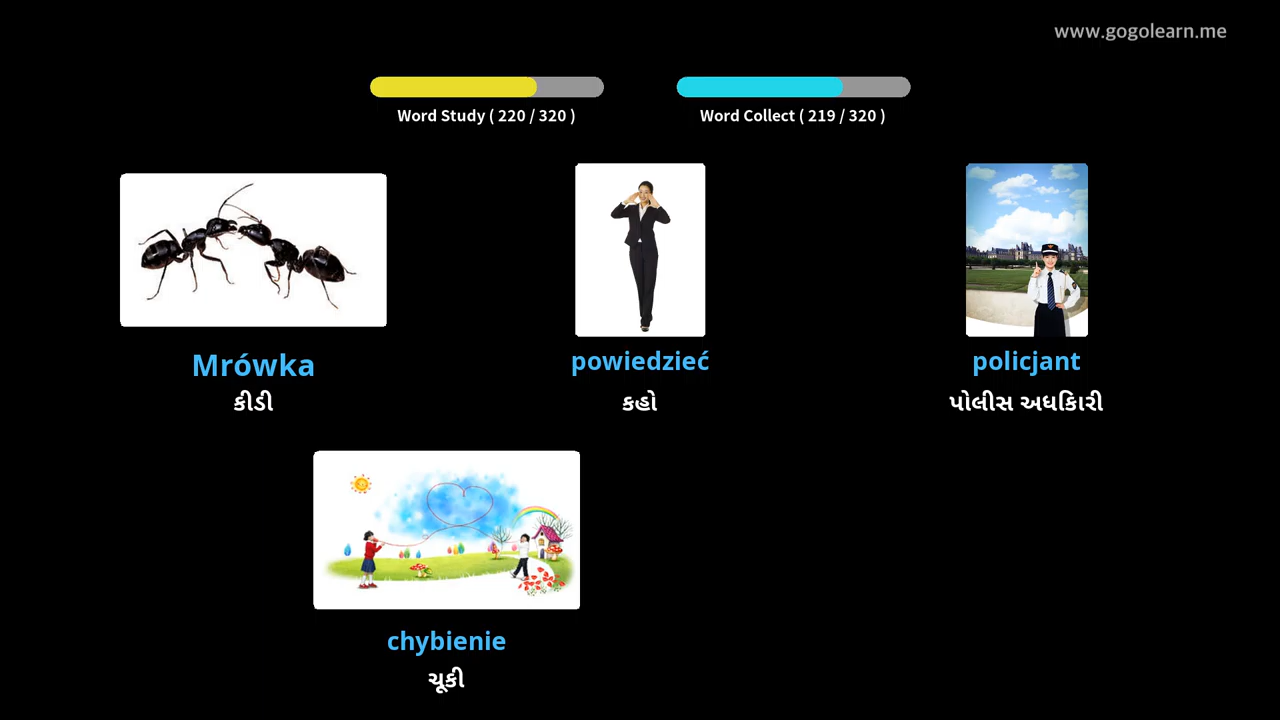 www.gogolearn.me
Word Study ( 220 / 320 )
Word Collect ( 219 / 320 )
Mrówka
કીડી
powiedzieć
કહો
policjant
પોલીસ અધિકારી
chybienie
ચૂકી